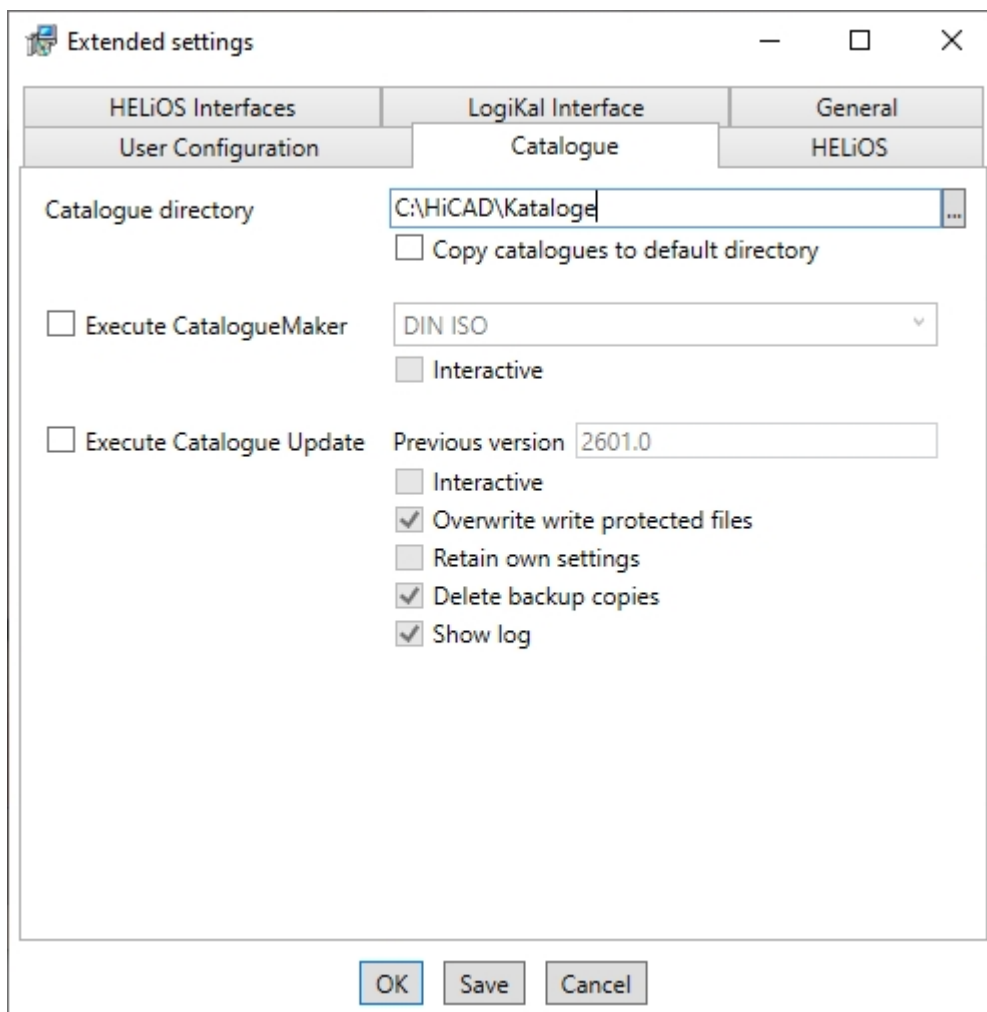 Extended settings
HELiOS Interfaces LogiKal Interface General
User Configuration Catalogue HELiOS
Catalogue directory C:\HiCAD\Kataloge ...
Copy catalogues to default directory
Execute CatalogueMaker DIN ISO
Interactive
Execute Catalogue Update Previous version 2601.0
Interactive
Overwrite write protected files
Retain own settings
Delete backup copies
Show log
OK Save Cancel